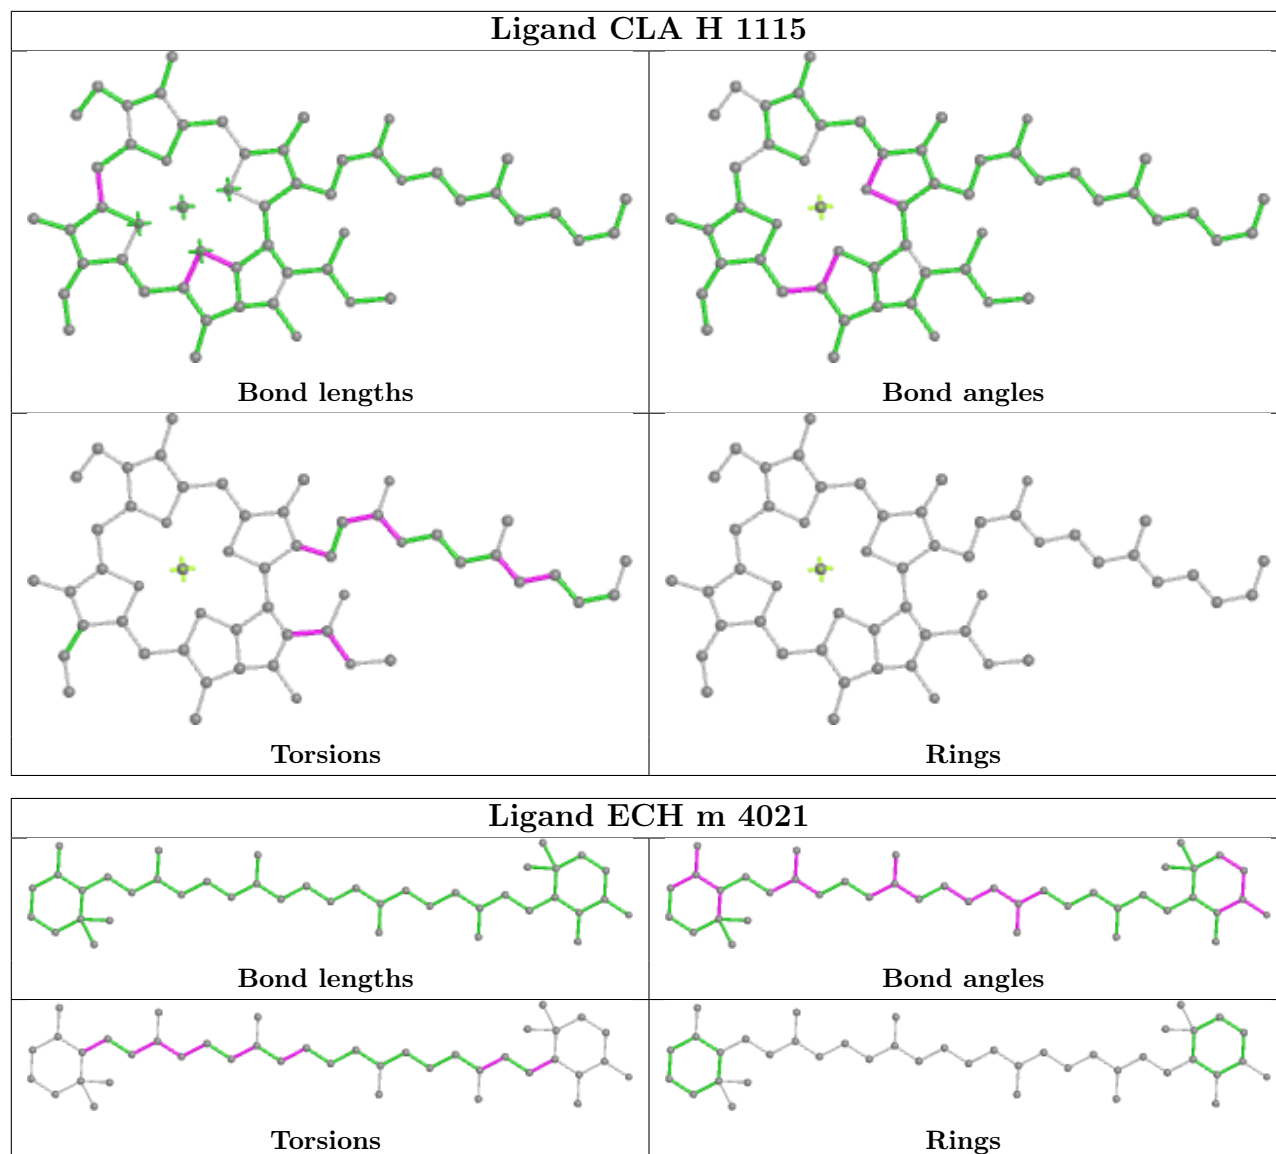 Ligand CLA H 1115
Bond lengths
Bond angles
Torsions
Rings
Ligand ECH m 4021
Bond lengths
Bond angles
Torsions
Rings